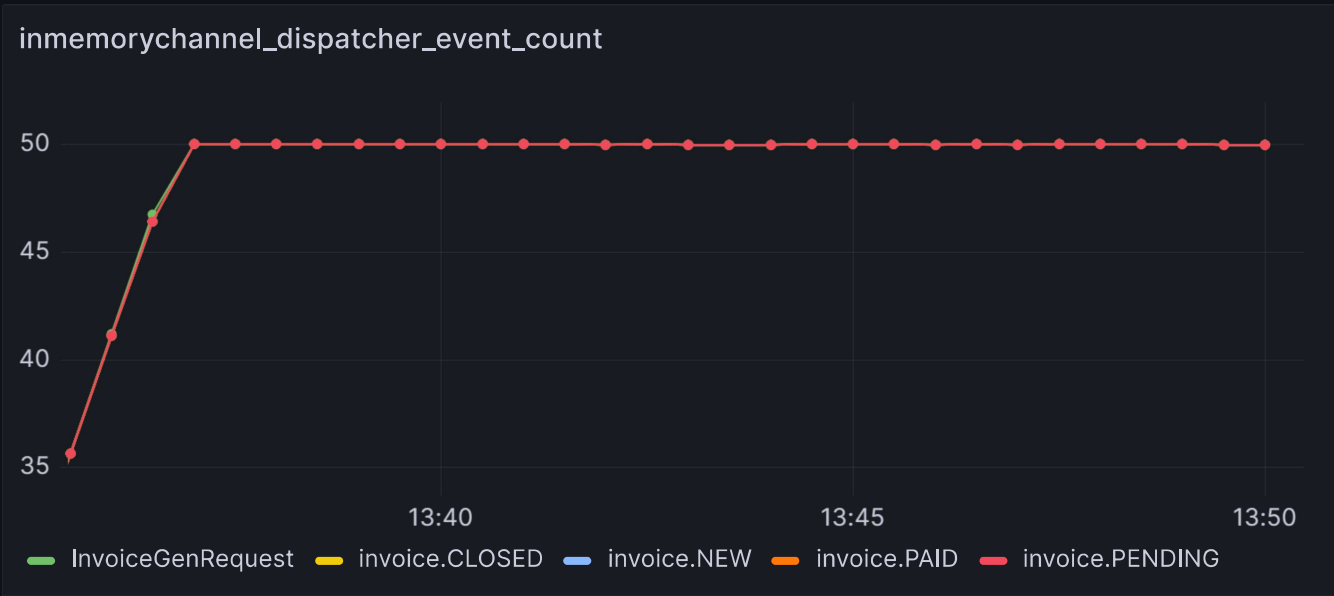 inmemorychannel_dispatcher_event_count
50
45
40
35
13:40 13:45 13:50
InvoiceGenRequest invoice.CLOSED invoice.NEW invoice.PAID invoice.PENDING